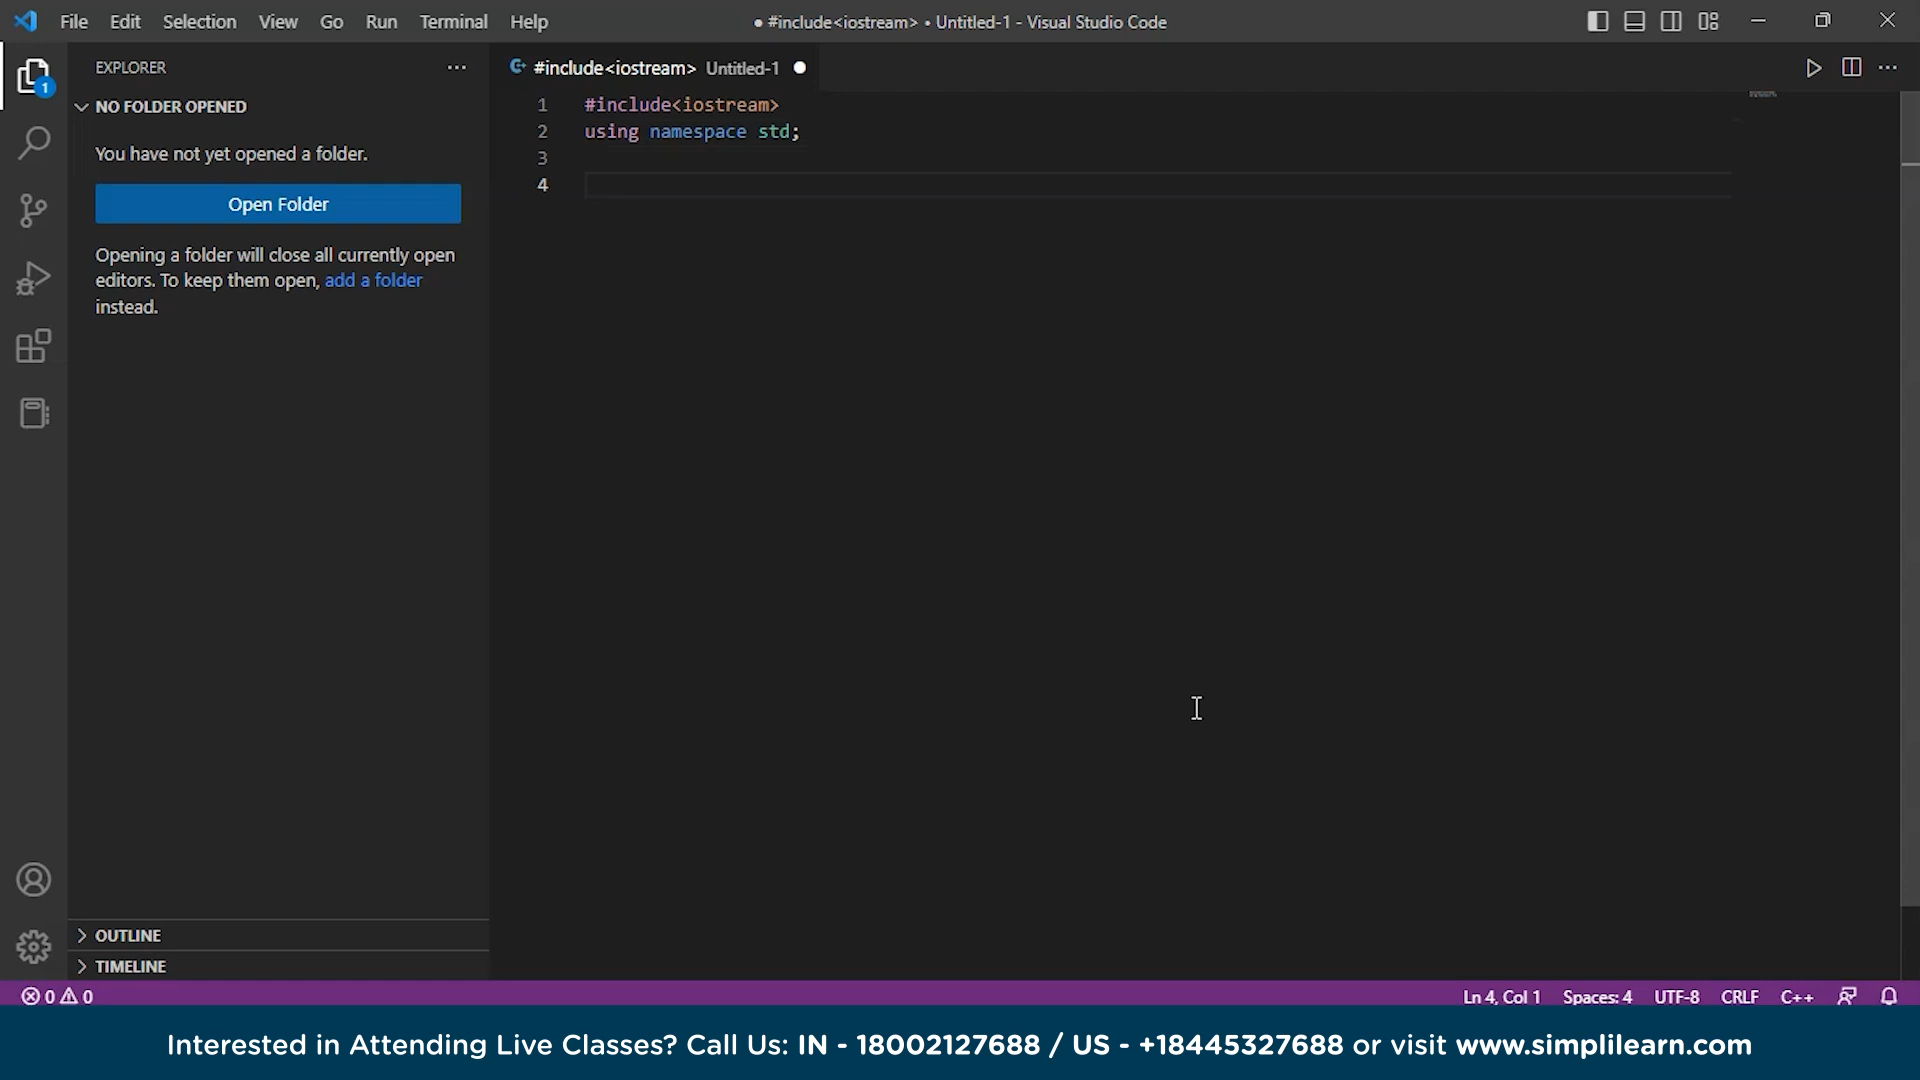 File Edit Selection View Go Run Terminal Help
● #include<iostream> • Untitled-1 - Visual Studio Code
EXPLORER
#include<iostream> Untitled-1
1
NO FOLDER OPENED
You have not yet opened a folder.
Open Folder
Opening a folder will close all currently open
editors. To keep them open, add a folder
instead.
1 #include<iostream>
2 using namespace std;
3
4
OUTLINE
TIMELINE
0 0
Ln 4, Col 1 Spaces: 4 UTF-8 CRLF C++
Interested in Attending Live Classes? Call Us: IN - 18002127688 / US - +18445327688 or visit www.simplilearn.com